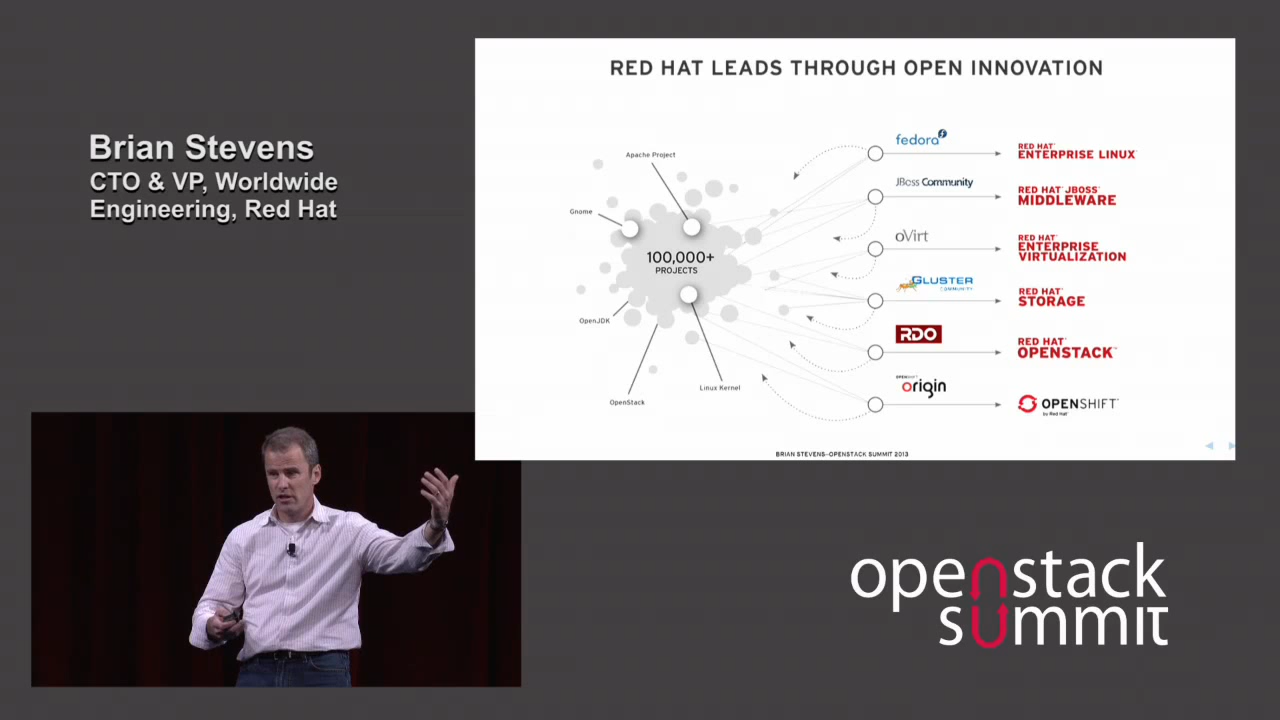 Brian Stevens
CTO & VP, Worldwide
Engineering, Red Hat
RED HAT LEADS THROUGH OPEN INNOVATION
Apache Project
Gnome
100,000+
PROJECTS
OpenJDK
OpenStack
Linux Kernel
fedora
RED HAT
ENTERPRISE LINUX
JBoss Community
RED HAT JBOSS
MIDDLEWARE
oVirt
RED HAT
ENTERPRISE
VIRTUALIZATION
GLUSTER
COMMUNITY
RED HAT
STORAGE
RDO
RED HAT
OPENSTACK™
OPENSHIFT
origin
OPENSHIFT™
by Red Hat
BRIAN STEVENS–OPENSTACK SUMMIT 2013
openstack
summit